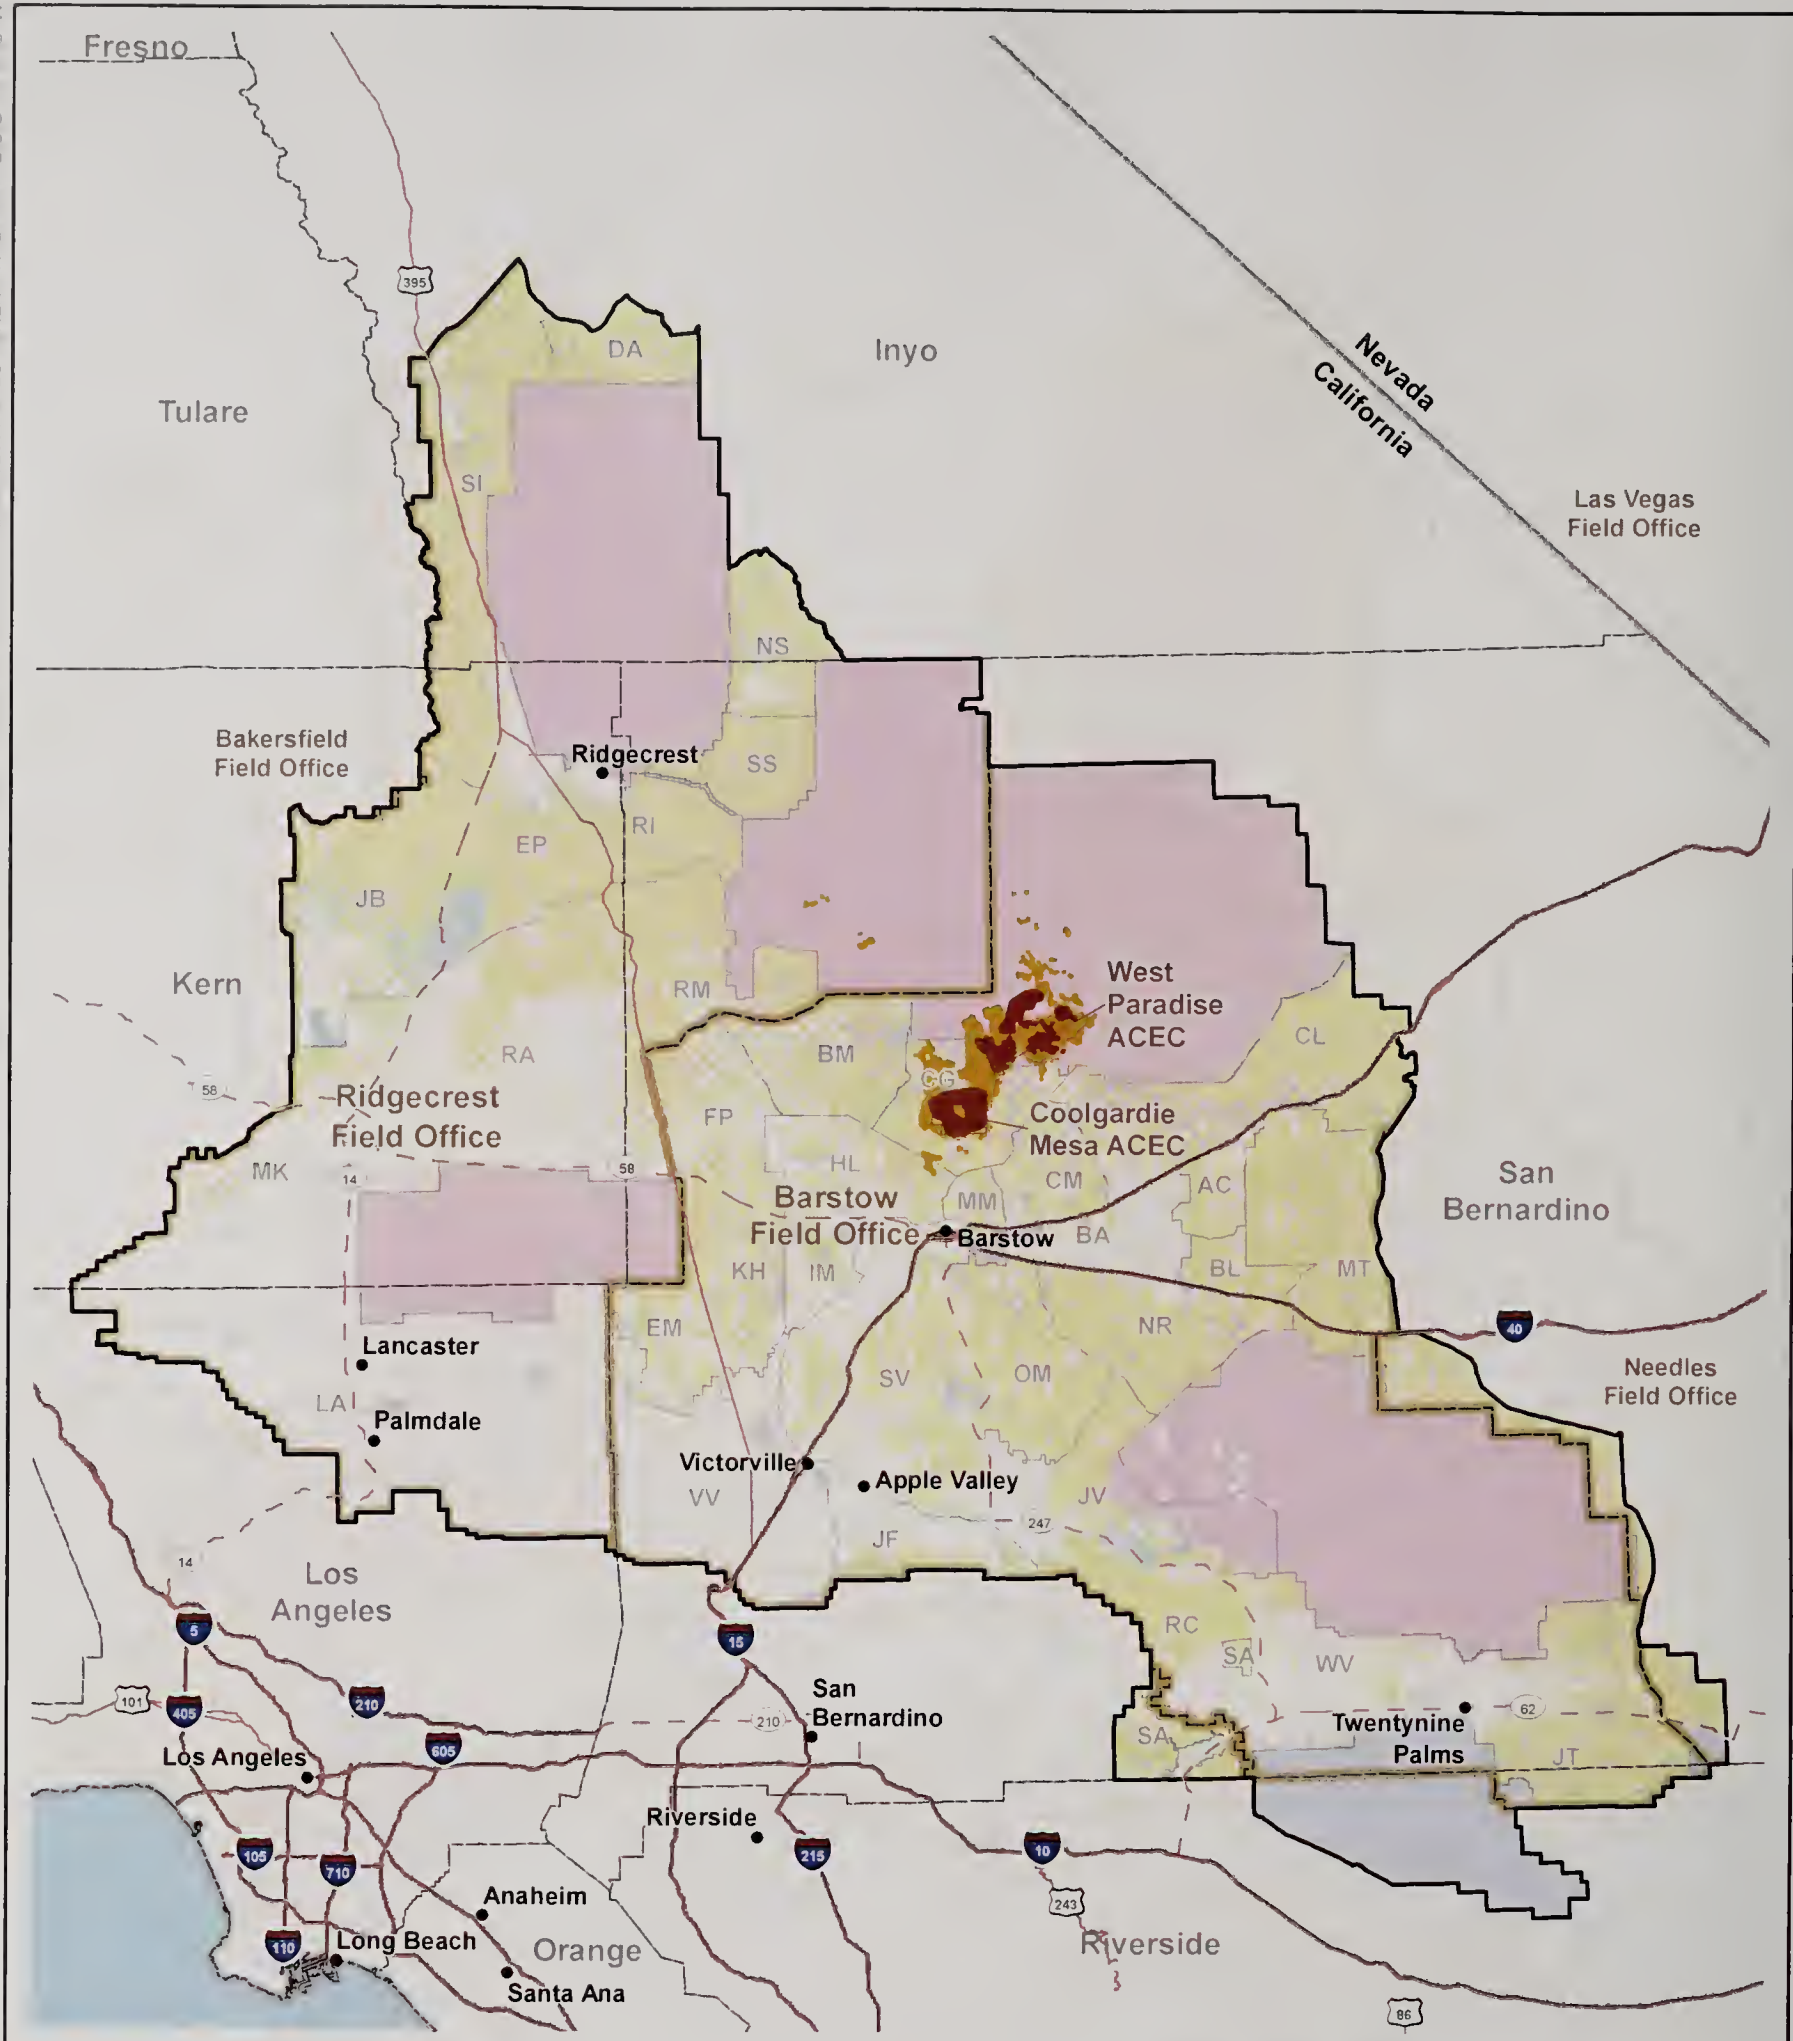 Fresno
395
DA
Inyo
Nevada
California
Tulare
SI
Las Vegas
Field Office
NS
Bakersfield
Field Office
Ridgecrest
SS
RI
EP
JB
Kern
RM
West
Paradise
ACEC
CL
BM
RA
58
Ridgecrest
Field Office
CG
FP
Coolgardie
Mesa ACEC
HL
MK
14
58
CM
AC
San
Bernardino
Barstow
Field Office
MM
Barstow
BA
KH
IM
BL
MT
EM
NR
40
Lancaster
SV
OM
Needles
Field Office
LA
Palmdale
Victorville
Apple Valley
VV
JV
247
JF
14
Los
Angeles
5
15
RC
SA
WV
101
405
210
210
San
Bernardino
62
Twentynine
Palms
SA
JT
605
Los Angeles
Riverside
105
710
215
10
243
Anaheim
110
Long Beach
Orange
Riverside
Santa Ana
86